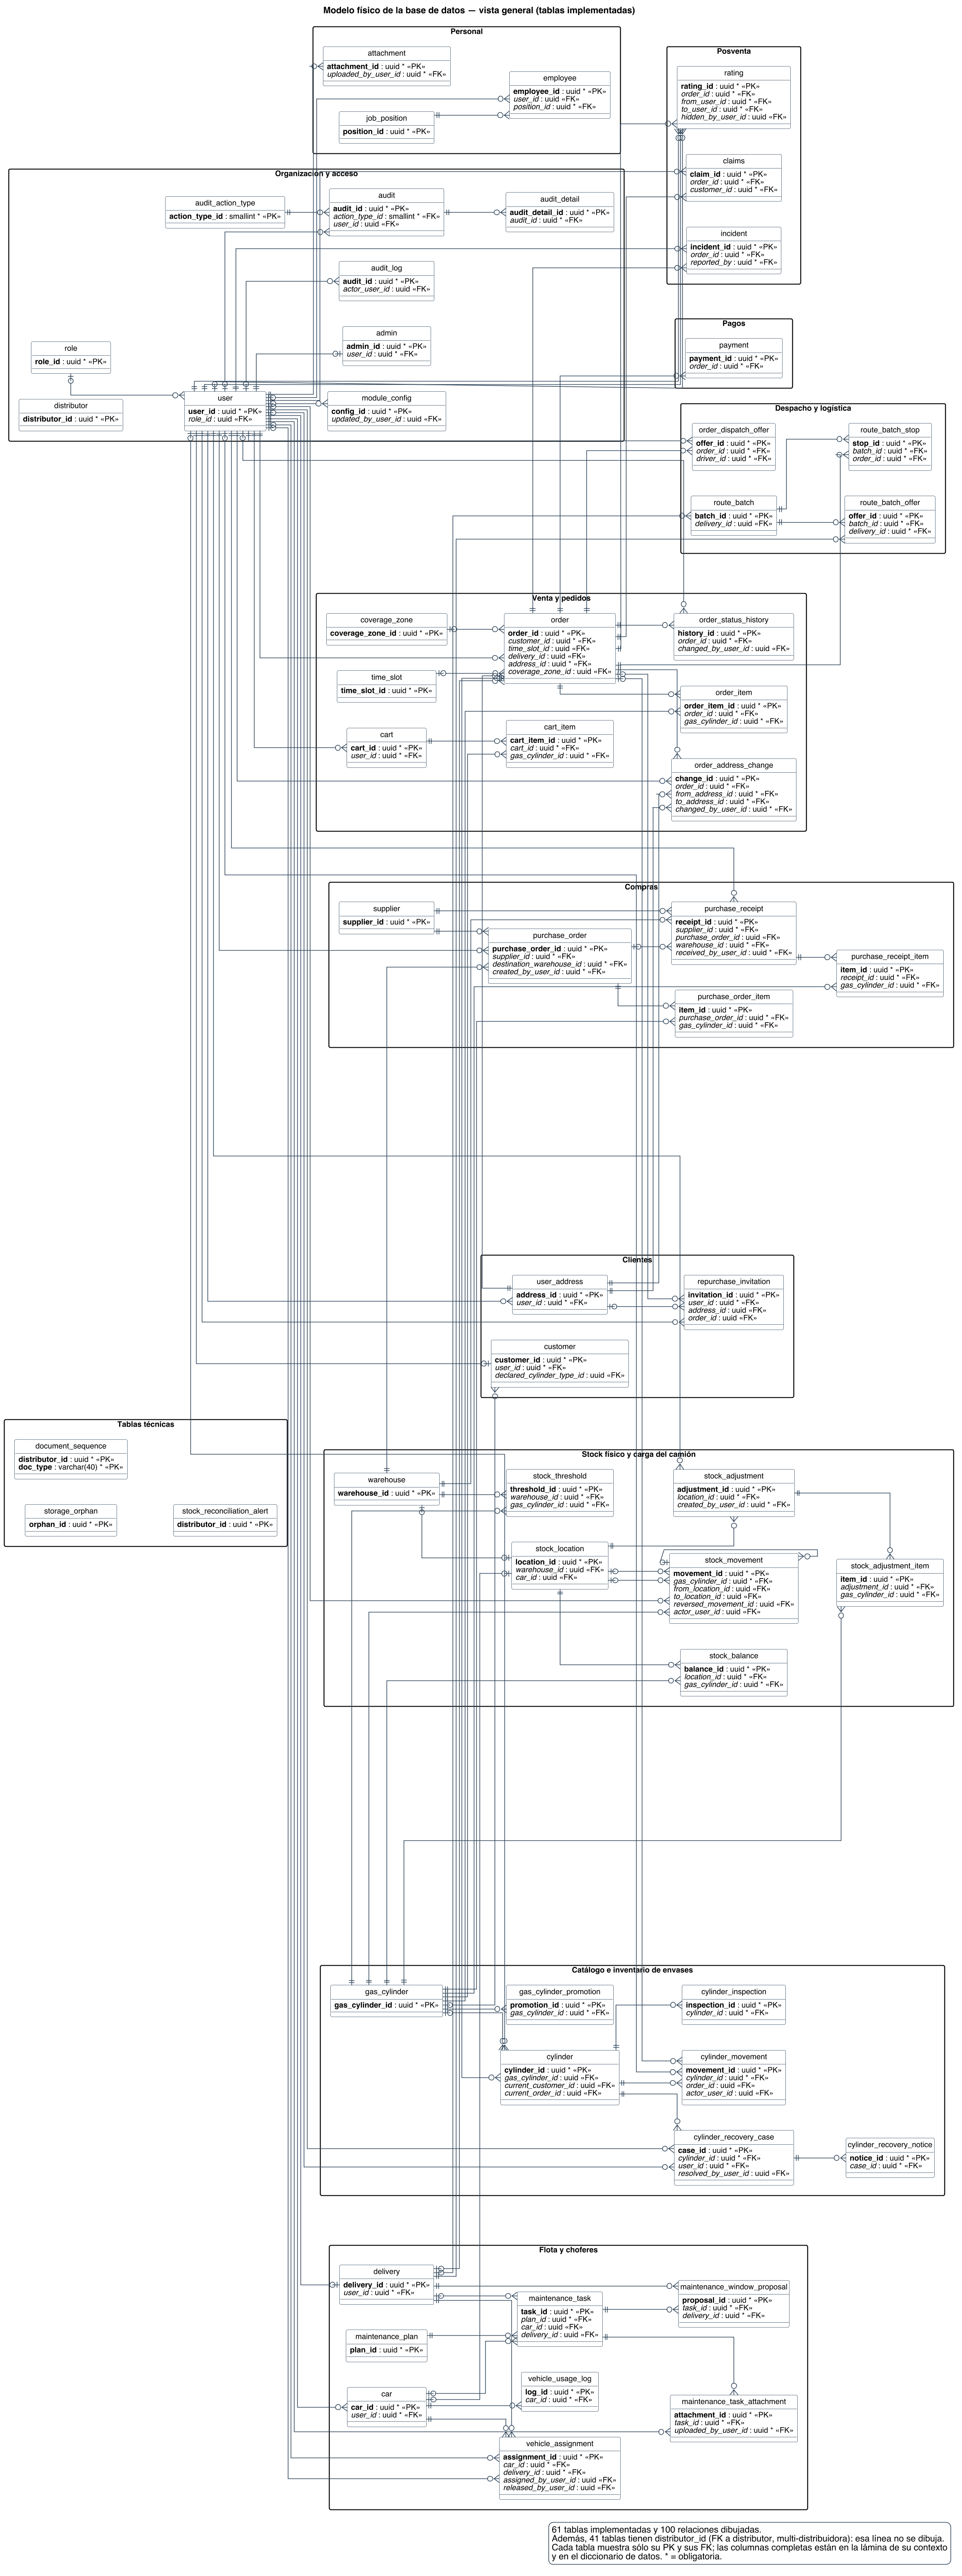 Modelo físico de la base de datos — vista general (tablas implementadas)
Personal
attachment
attachment_id : uuid * «PK»
uploaded_by_user_id : uuid * «FK»
employee
employee_id : uuid * «PK»
user_id : uuid «FK»
position_id : uuid * «FK»
job_position
position_id : uuid * «PK»
Posventa
rating
rating_id : uuid * «PK»
order_id : uuid * «FK»
from_user_id : uuid * «FK»
to_user_id : uuid * «FK»
hidden_by_user_id : uuid «FK»
claims
claim_id : uuid * «PK»
order_id : uuid «FK»
customer_id : uuid * «FK»
incident
incident_id : uuid * «PK»
order_id : uuid * «FK»
reported_by : uuid * «FK»
Organización y acceso
audit_action_type
action_type_id : smallint * «PK»
audit
audit_id : uuid * «PK»
action_type_id : smallint * «FK»
user_id : uuid «FK»
audit_detail
audit_detail_id : uuid * «PK»
audit_id : uuid * «FK»
audit_log
audit_id : uuid * «PK»
actor_user_id : uuid «FK»
admin
admin_id : uuid * «PK»
user_id : uuid * «FK»
role
role_id : uuid * «PK»
distributor
distributor_id : uuid * «PK»
user
user_id : uuid * «PK»
role_id : uuid «FK»
module_config
config_id : uuid * «PK»
updated_by_user_id : uuid «FK»
Pagos
payment
payment_id : uuid * «PK»
order_id : uuid * «FK»
Despacho y logística
order_dispatch_offer
offer_id : uuid * «PK»
order_id : uuid * «FK»
driver_id : uuid * «FK»
route_batch_stop
stop_id : uuid * «PK»
batch_id : uuid * «FK»
order_id : uuid * «FK»
route_batch
batch_id : uuid * «PK»
delivery_id : uuid «FK»
route_batch_offer
offer_id : uuid * «PK»
batch_id : uuid * «FK»
delivery_id : uuid * «FK»
Venta y pedidos
coverage_zone
coverage_zone_id : uuid * «PK»
order
order_id : uuid * «PK»
customer_id : uuid * «FK»
time_slot_id : uuid «FK»
delivery_id : uuid «FK»
address_id : uuid * «FK»
coverage_zone_id : uuid «FK»
order_status_history
history_id : uuid * «PK»
order_id : uuid * «FK»
changed_by_user_id : uuid «FK»
time_slot
time_slot_id : uuid * «PK»
order_item
order_item_id : uuid * «PK»
order_id : uuid * «FK»
gas_cylinder_id : uuid * «FK»
cart
cart_id : uuid * «PK»
user_id : uuid * «FK»
cart_item
cart_item_id : uuid * «PK»
cart_id : uuid * «FK»
gas_cylinder_id : uuid * «FK»
order_address_change
change_id : uuid * «PK»
order_id : uuid * «FK»
from_address_id : uuid * «FK»
to_address_id : uuid * «FK»
changed_by_user_id : uuid * «FK»
Compras
supplier
supplier_id : uuid * «PK»
purchase_order
purchase_order_id : uuid * «PK»
supplier_id : uuid * «FK»
destination_warehouse_id : uuid * «FK»
created_by_user_id : uuid * «FK»
purchase_receipt
receipt_id : uuid * «PK»
supplier_id : uuid * «FK»
purchase_order_id : uuid «FK»
warehouse_id : uuid * «FK»
received_by_user_id : uuid * «FK»
purchase_receipt_item
item_id : uuid * «PK»
receipt_id : uuid * «FK»
gas_cylinder_id : uuid * «FK»
purchase_order_item
item_id : uuid * «PK»
purchase_order_id : uuid * «FK»
gas_cylinder_id : uuid * «FK»
Clientes
user_address
address_id : uuid * «PK»
user_id : uuid * «FK»
repurchase_invitation
invitation_id : uuid * «PK»
user_id : uuid * «FK»
address_id : uuid «FK»
order_id : uuid «FK»
customer
customer_id : uuid * «PK»
user_id : uuid * «FK»
declared_cylinder_type_id : uuid «FK»
Tablas técnicas
document_sequence
distributor_id : uuid * «PK»
doc_type : varchar(40) * «PK»
storage_orphan
orphan_id : uuid * «PK»
stock_reconciliation_alert
distributor_id : uuid * «PK»
Stock físico y carga del camión
warehouse
warehouse_id : uuid * «PK»
stock_threshold
threshold_id : uuid * «PK»
warehouse_id : uuid * «FK»
gas_cylinder_id : uuid * «FK»
stock_adjustment
adjustment_id : uuid * «PK»
location_id : uuid * «FK»
created_by_user_id : uuid * «FK»
stock_location
location_id : uuid * «PK»
warehouse_id : uuid «FK»
car_id : uuid «FK»
stock_movement
movement_id : uuid * «PK»
gas_cylinder_id : uuid * «FK»
from_location_id : uuid «FK»
to_location_id : uuid «FK»
reversed_movement_id : uuid «FK»
actor_user_id : uuid «FK»
stock_adjustment_item
item_id : uuid * «PK»
adjustment_id : uuid * «FK»
gas_cylinder_id : uuid * «FK»
stock_balance
balance_id : uuid * «PK»
location_id : uuid * «FK»
gas_cylinder_id : uuid * «FK»
Catálogo e inventario de envases
gas_cylinder
gas_cylinder_id : uuid * «PK»
gas_cylinder_promotion
promotion_id : uuid * «PK»
gas_cylinder_id : uuid «FK»
cylinder_inspection
inspection_id : uuid * «PK»
cylinder_id : uuid * «FK»
cylinder
cylinder_id : uuid * «PK»
gas_cylinder_id : uuid * «FK»
current_customer_id : uuid «FK»
current_order_id : uuid «FK»
cylinder_movement
movement_id : uuid * «PK»
cylinder_id : uuid * «FK»
order_id : uuid «FK»
actor_user_id : uuid «FK»
cylinder_recovery_case
case_id : uuid * «PK»
cylinder_id : uuid * «FK»
user_id : uuid * «FK»
resolved_by_user_id : uuid «FK»
cylinder_recovery_notice
notice_id : uuid * «PK»
case_id : uuid * «FK»
Flota y choferes
delivery
delivery_id : uuid * «PK»
user_id : uuid * «FK»
maintenance_task
task_id : uuid * «PK»
plan_id : uuid * «FK»
car_id : uuid «FK»
delivery_id : uuid «FK»
maintenance_window_proposal
proposal_id : uuid * «PK»
task_id : uuid * «FK»
delivery_id : uuid * «FK»
maintenance_plan
plan_id : uuid * «PK»
car
car_id : uuid * «PK»
user_id : uuid * «FK»
vehicle_usage_log
log_id : uuid * «PK»
car_id : uuid * «FK»
maintenance_task_attachment
attachment_id : uuid * «PK»
task_id : uuid * «FK»
uploaded_by_user_id : uuid * «FK»
vehicle_assignment
assignment_id : uuid * «PK»
car_id : uuid * «FK»
delivery_id : uuid * «FK»
assigned_by_user_id : uuid «FK»
released_by_user_id : uuid «FK»
61 tablas implementadas y 100 relaciones dibujadas.
Además, 41 tablas tienen distributor_id (FK a distributor, multi-distribuidora): esa línea no se dibuja.
Cada tabla muestra sólo su PK y sus FK; las columnas completas están en la lámina de su contexto
y en el diccionario de datos. * = obligatoria.